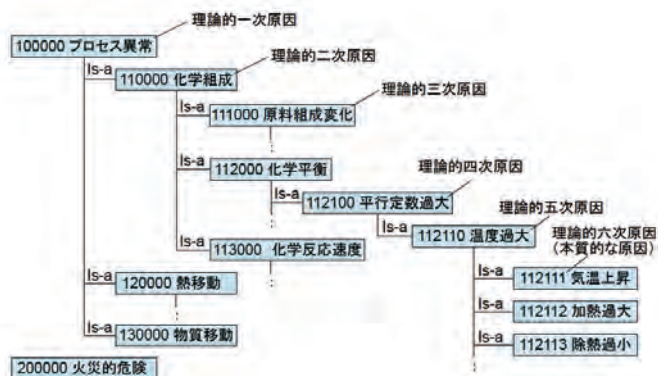 理論的一次原因
100000 プロセス異常
理論的二次原因
Is-a
110000 化学組成
理論的三次原因
Is-a
111000 原料組成変化
Is-a
112000 化学平衡
理論的四次原因
Is-a
112100 平行定数過大
理論的五次原因
Is-a
112110 温度過大
理論的六次原因
(本質的な原因)
Is-a
113000 化学反応速度
Is-a
112111 気温上昇
Is-a
120000 熱移動
Is-a
112112 加熱過大
Is-a
130000 物質移動
Is-a
112113 除熱過小
200000 火災的危険